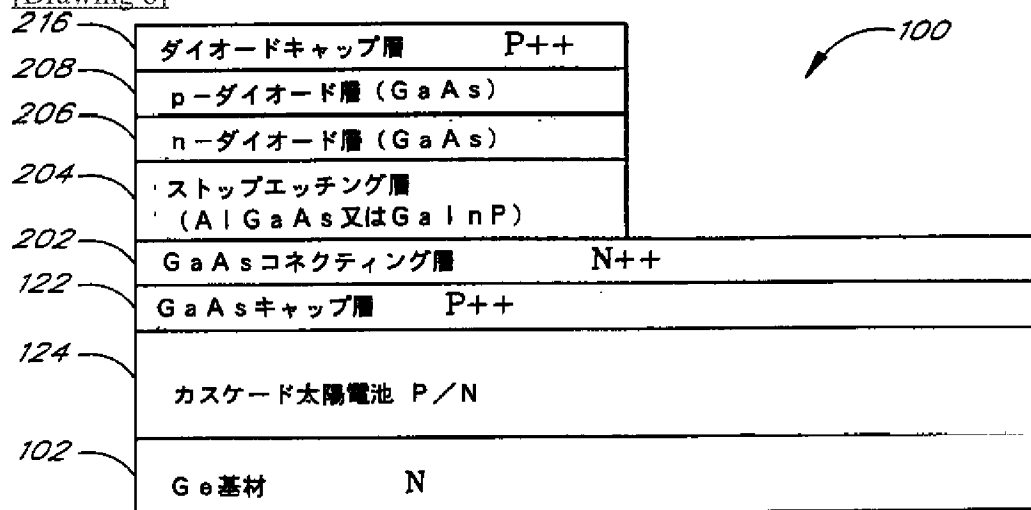 [Drawing 6]
216 ダイオードキャップ層 P++ 100
208 p-ダイオード層(GaAs)
206 n-ダイオード層(GaAs)
204 ストップエッチング層
(AlGaAs又はGaInP)
202 GaAsコネクティング層 N++
122 GaAsキャップ層 P++
124 カスケード太陽電池 P/N
102 Ge基材 N